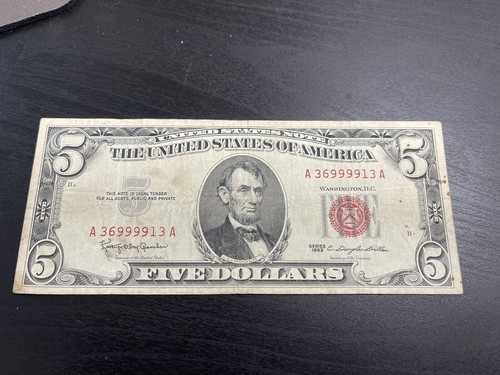 5 UNITED STATES NOTE 5
THE UNITED STATES OF AMERICA
A 36999913 A
THIS NOTE IS LEGAL TENDER
FOR ALL DEBTS, PUBLIC AND PRIVATE
WASHINGTON, D.C.
A 36999913 A
SERIES
1963
5 FIVE DOLLARS 5